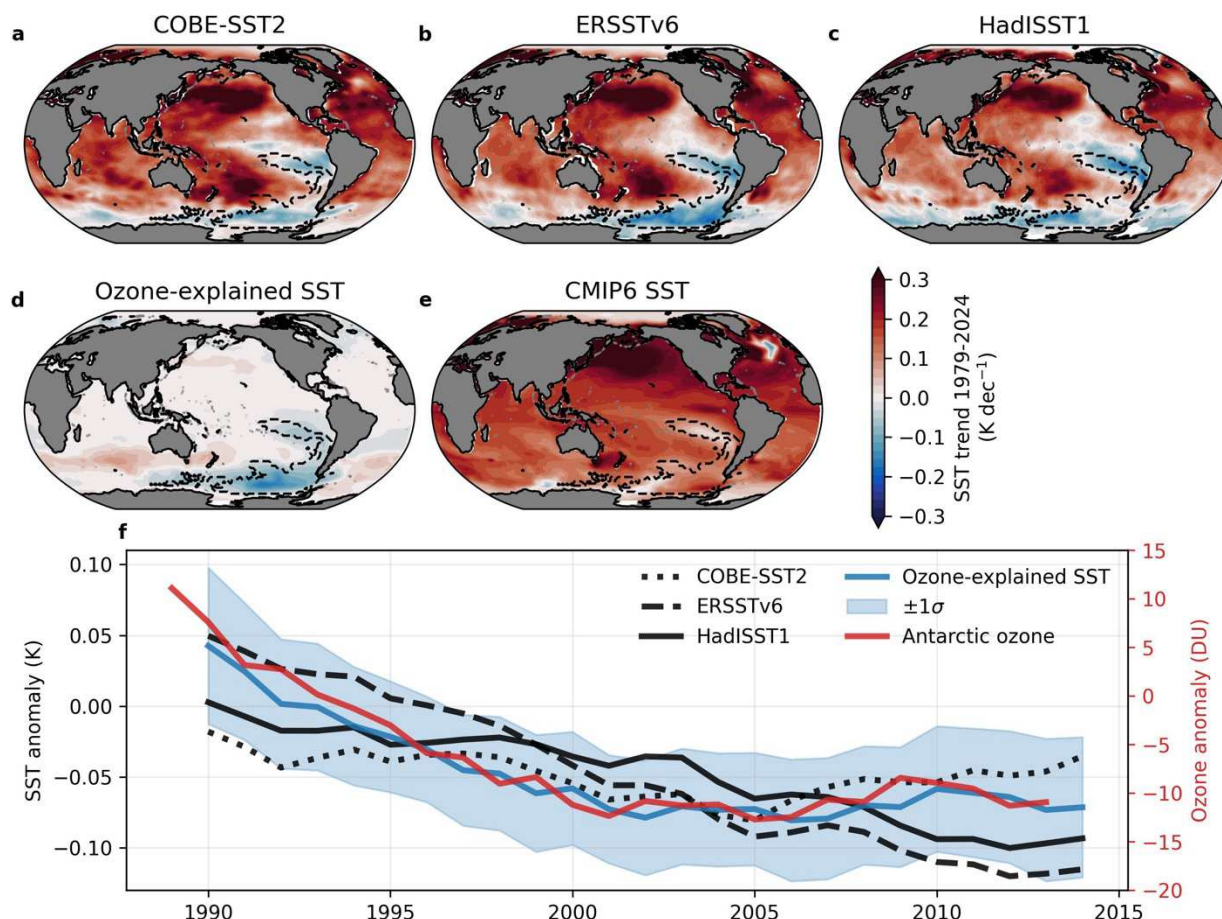 a COBE-SST2
b ERSSTv6
c HadISST1
d Ozone-explained SST
e CMIP6 SST
0.3
0.2
0.1
0.0
−0.1
−0.2
−0.3
SST trend 1979-2024
(K dec⁻¹)
f
0.10
0.05
0.00
−0.05
−0.10
SST anomaly (K)
COBE-SST2
ERSSTv6
HadISST1
Ozone-explained SST
±1σ
Antarctic ozone
15
10
5
0
−5
−10
−15
−20
Ozone anomaly (DU)
1990 1995 2000 2005 2010 2015